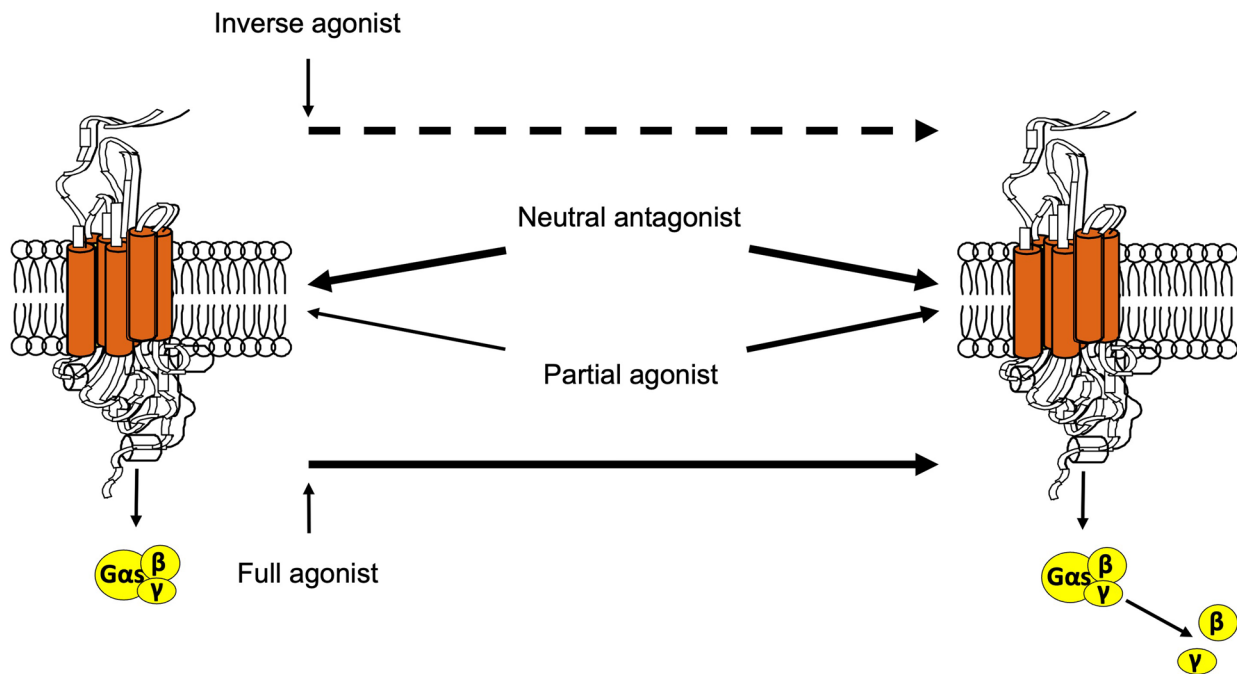 Inverse agonist
Neutral antagonist
Partial agonist
Full agonist
Gαs
β
γ
Gαs
β
γ
β
γ